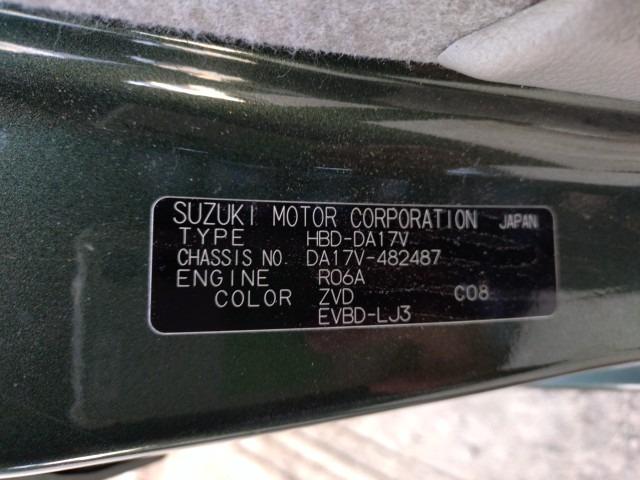 SUZUKI MOTOR CORPORATION JAPAN
TYPE HBD-DA17V
CHASSIS NO. DA17V-482487
ENGINE R06A
COLOR ZVD C08
EVBD-LJ3